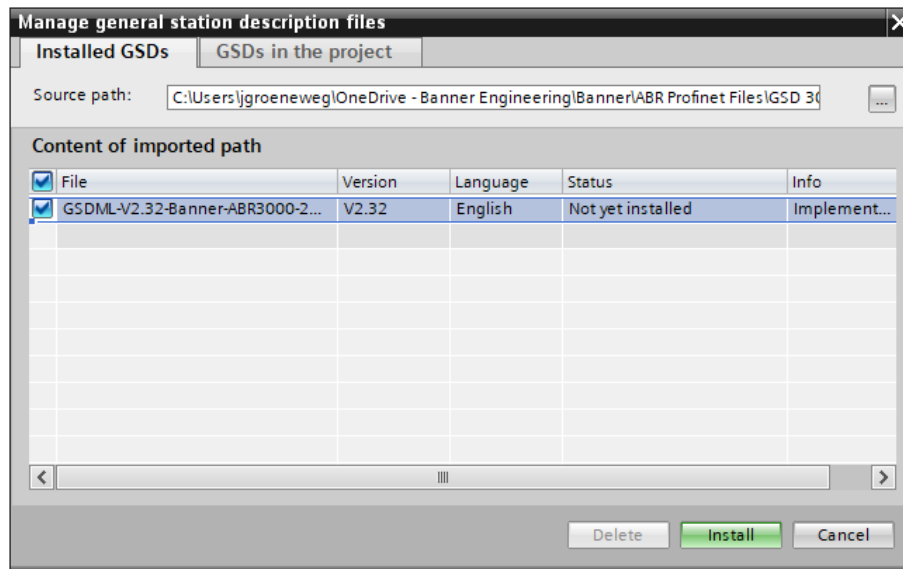 Manage general station description files
Installed GSDs GSDs in the project
Source path: C:\Users\jgroeneweg\OneDrive - Banner Engineering\Banner\ABR Profinet Files\GSD 30
...
Content of imported path
File Version Language Status Info
GSDML-V2.32-Banner-ABR3000-2... V2.32 English Not yet installed Implement...
Delete Install Cancel